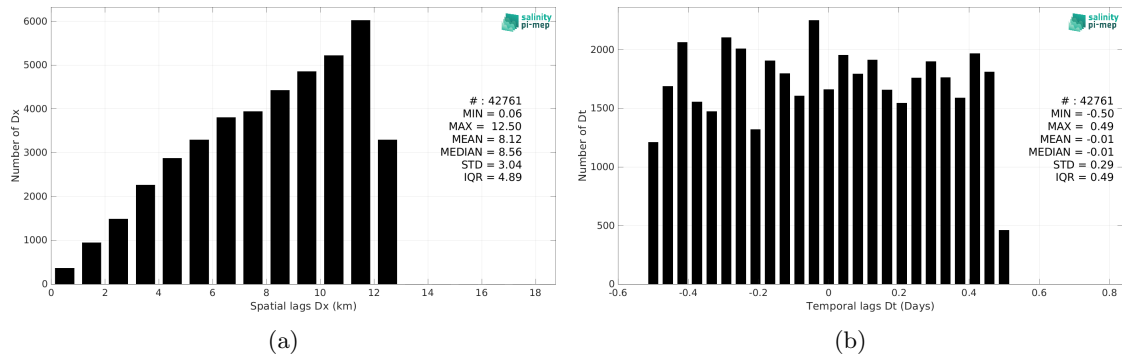 6000
5000
4000
3000
2000
1000
0
Number of Dx
salinity
pi-mep
# : 42761
MIN = 0.06
MAX = 12.50
MEAN = 8.12
MEDIAN = 8.56
STD = 3.04
IQR = 4.89
0 2 4 6 8 10 12 14 16 18
Spatial lags Dx (km)
(a)
2000
1500
1000
500
0
Number of Dt
salinity
pi-mep
# : 42761
MIN = -0.50
MAX = 0.49
MEAN = -0.01
MEDIAN = -0.01
STD = 0.29
IQR = 0.49
-0.6 -0.4 -0.2 0 0.2 0.4 0.6 0.8
Temporal lags Dt (Days)
(b)